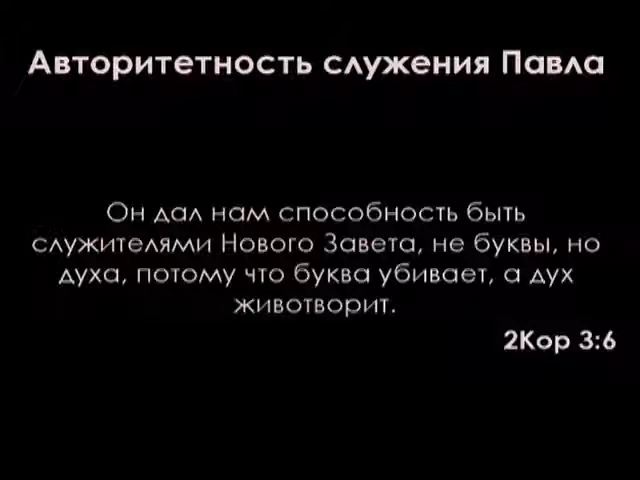 Авторитетность служения Павла
Он дал нам способность быть
служителями Нового Завета, не буквы, но
духа, потому что буква убивает, а дух
животворит.
2Кор 3:6